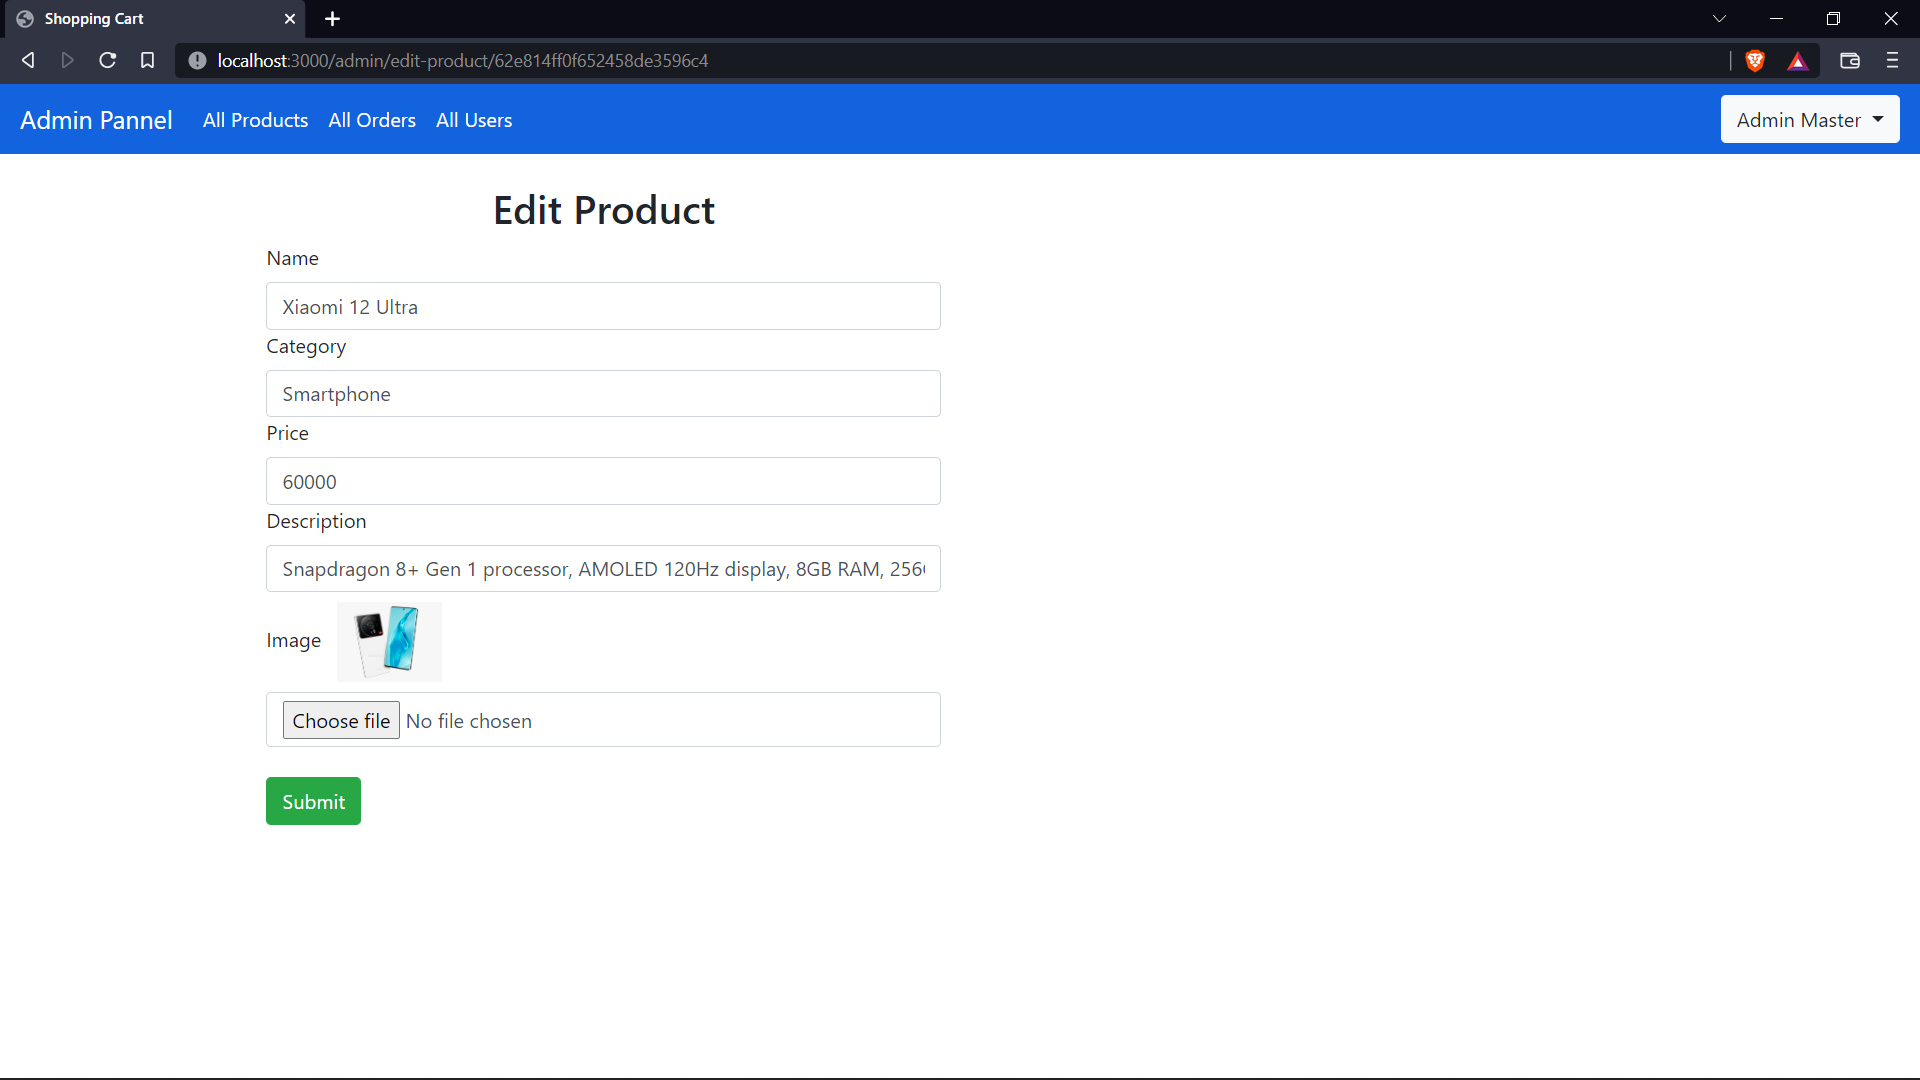 Shopping Cart
localhost:3000/admin/edit-product/62e814ff0f652458de3596c4
Admin Pannel All Products All Orders All Users Admin Master
Edit Product
Name
Xiaomi 12 Ultra
Category
Smartphone
Price
60000
Description
Snapdragon 8+ Gen 1 processor, AMOLED 120Hz display, 8GB RAM, 256
Image
Choose file No file chosen
Submit